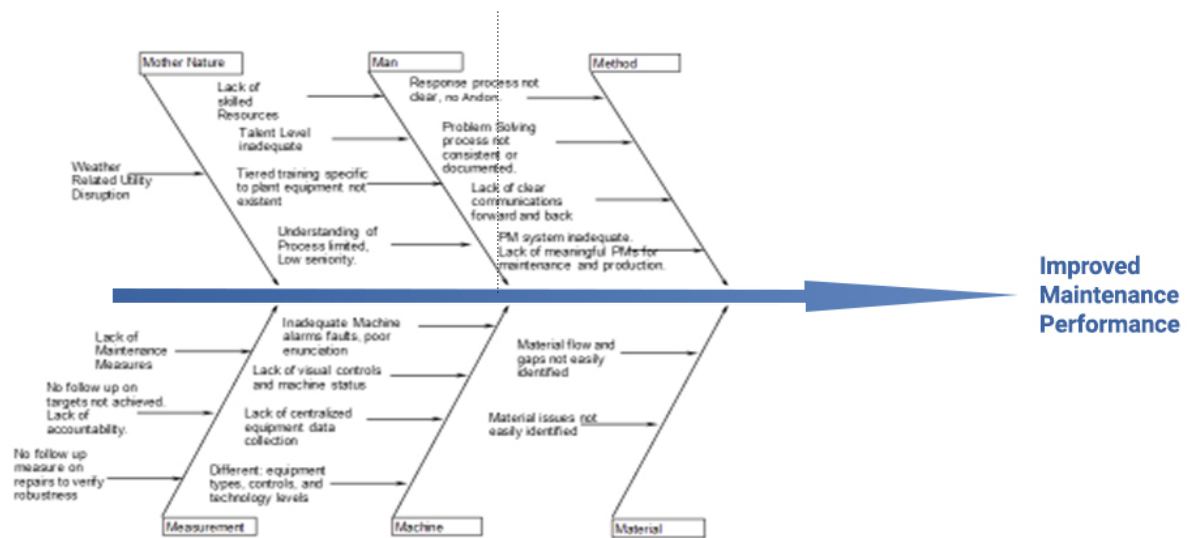 Mother Nature
Man
Method
Weather
Related Utility
Disruption
Lack of
skilled
Resources
Talent Level
inadequate
Tiered training specific
to plant equipment not
existent
Understanding of
Process limited,
Low seniority.
Response process not
clear, no Andon.
Problem Solving
process not
consistent or
documented.
Lack of clear
communications
forward and back
PM system inadequate.
Lack of meaningful PMs for
maintenance and production.
Improved
Maintenance
Performance
Lack of
Maintenance
Measures
No follow up on
targets not achieved.
Lack of
accountability.
No follow up
measure on
repairs to verify
robustness
Inadequate Machine
alarms faults, poor
enunciation
Lack of visual controls
and machine status
Lack of centralized
equipment data
collection
Different: equipment
types, controls, and
technology levels
Material flow and
gaps not easily
identified
Material issues not
easily identified
Measurement
Machine
Material